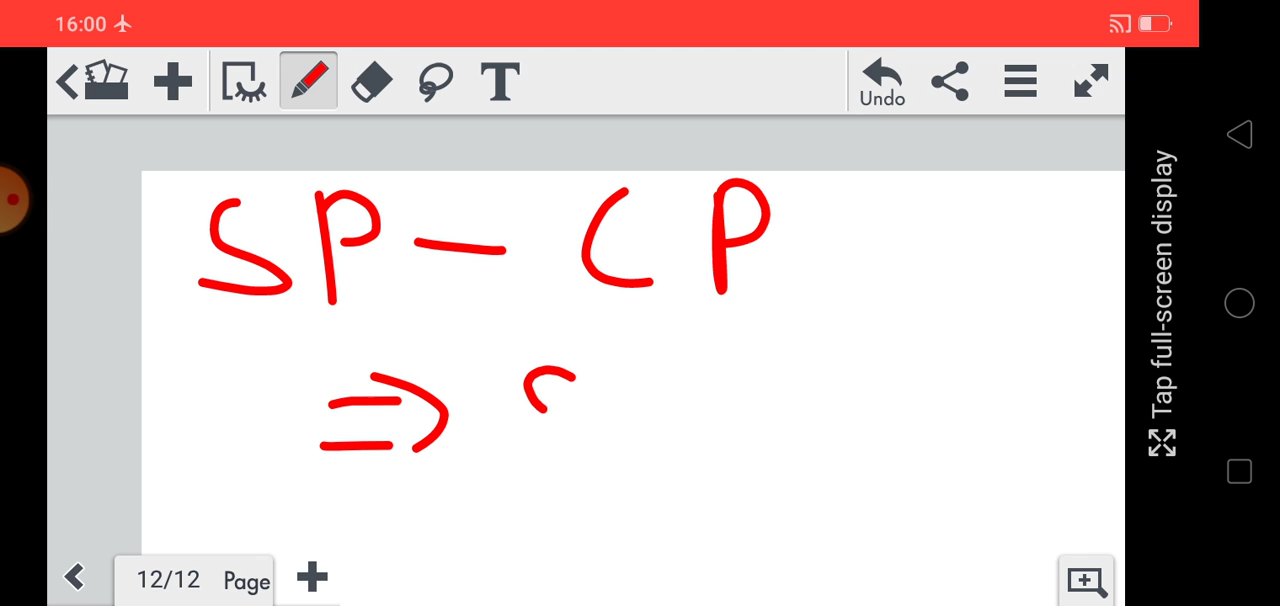 16:00
Undo
SP - CP
⇒
12/12 Page
Tap full-screen display